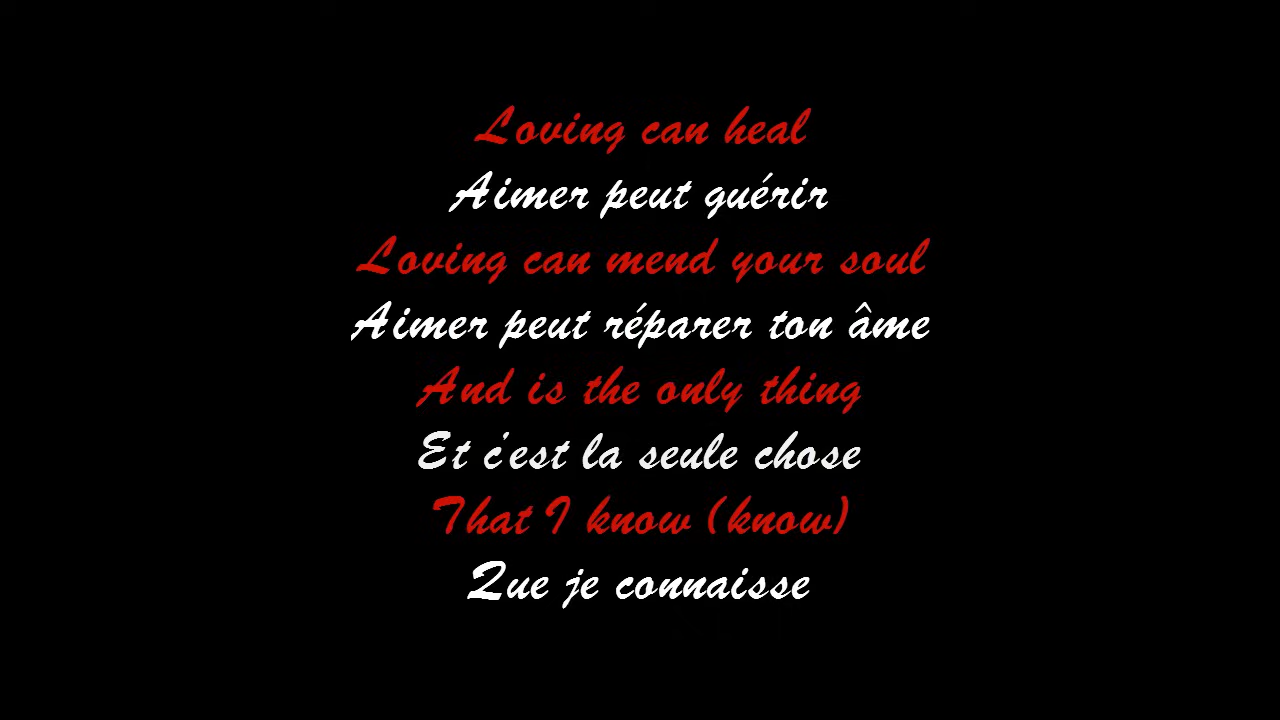 Loving can heal
Aimer peut guérir
Loving can mend your soul
Aimer peut réparer ton âme
And is the only thing
Et c'est la seule chose
That I know (know)
Que je connaisse